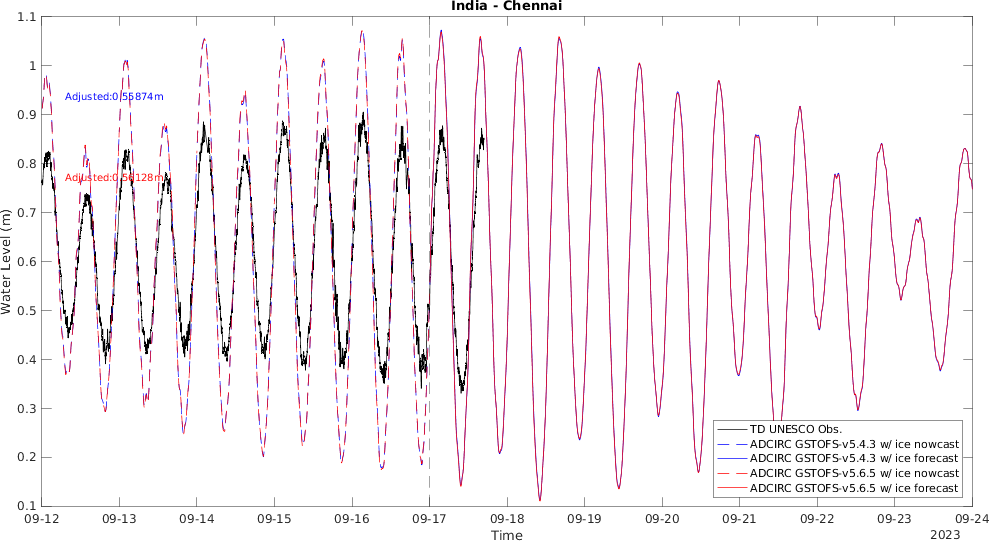 India - Chennai
1.1
1
0.9
0.8
0.7
0.6
0.5
0.4
0.3
0.2
0.1
Water Level (m)
Adjusted:0.55874m
Adjusted:0.56128m
TD UNESCO Obs.
ADCIRC GSTOFS-v5.4.3 w/ ice nowcast
ADCIRC GSTOFS-v5.4.3 w/ ice forecast
ADCIRC GSTOFS-v5.6.5 w/ ice nowcast
ADCIRC GSTOFS-v5.6.5 w/ ice forecast
09-12 09-13 09-14 09-15 09-16 09-17 09-18 09-19 09-20 09-21 09-22 09-23 09-24
Time
2023